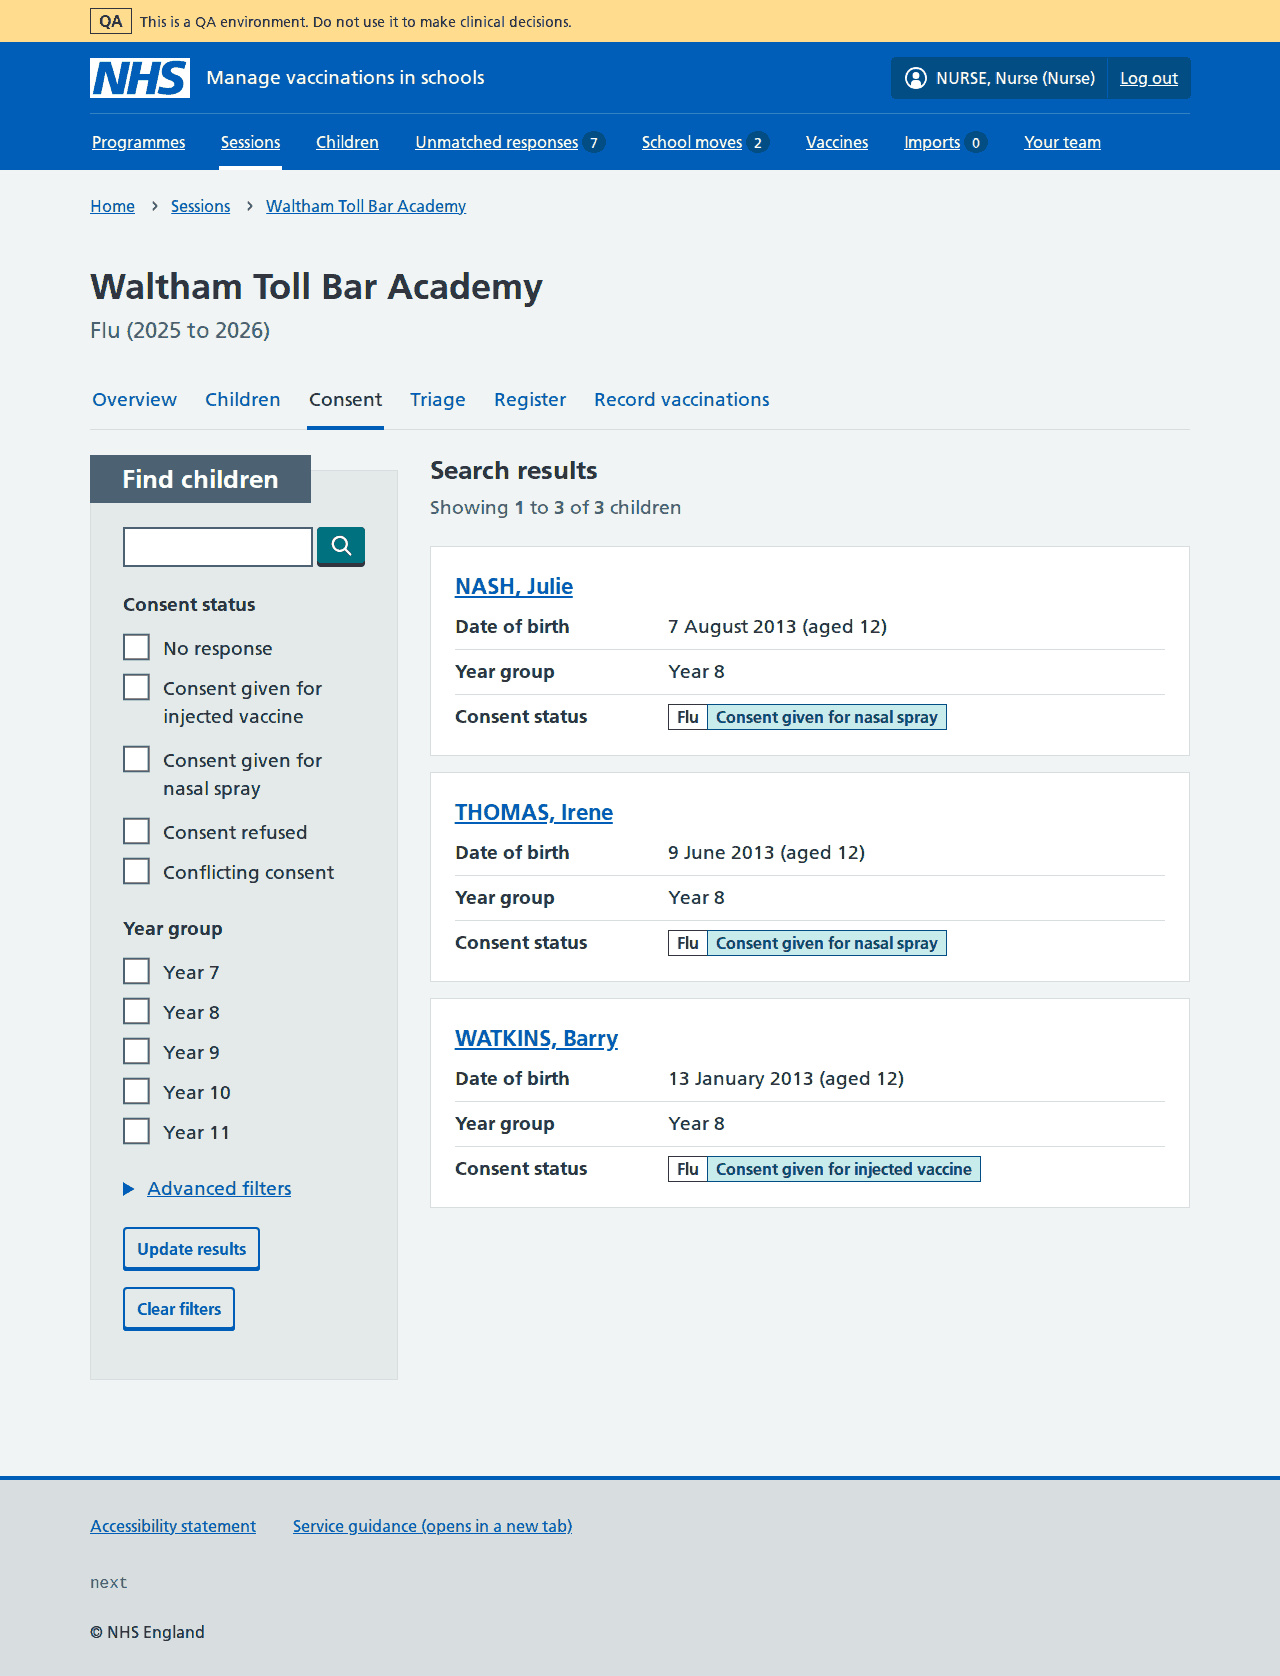 QA This is a QA environment. Do not use it to make clinical decisions.
NHS Manage vaccinations in schools NURSE, Nurse (Nurse) Log out
Programmes Sessions Children Unmatched responses 7 School moves 2 Vaccines Imports 0 Your team
Home Sessions Waltham Toll Bar Academy
Waltham Toll Bar Academy
Flu (2025 to 2026)
Overview Children Consent Triage Register Record vaccinations
Find children
Consent status
No response
Consent given for
injected vaccine
Consent given for
nasal spray
Consent refused
Conflicting consent
Year group
Year 7
Year 8
Year 9
Year 10
Year 11
Advanced filters
Update results
Clear filters
Search results
Showing 1 to 3 of 3 children
NASH, Julie
Date of birth 7 August 2013 (aged 12)
Year group Year 8
Consent status Flu Consent given for nasal spray
THOMAS, Irene
Date of birth 9 June 2013 (aged 12)
Year group Year 8
Consent status Flu Consent given for nasal spray
WATKINS, Barry
Date of birth 13 January 2013 (aged 12)
Year group Year 8
Consent status Flu Consent given for injected vaccine
Accessibility statement Service guidance (opens in a new tab)
next
© NHS England